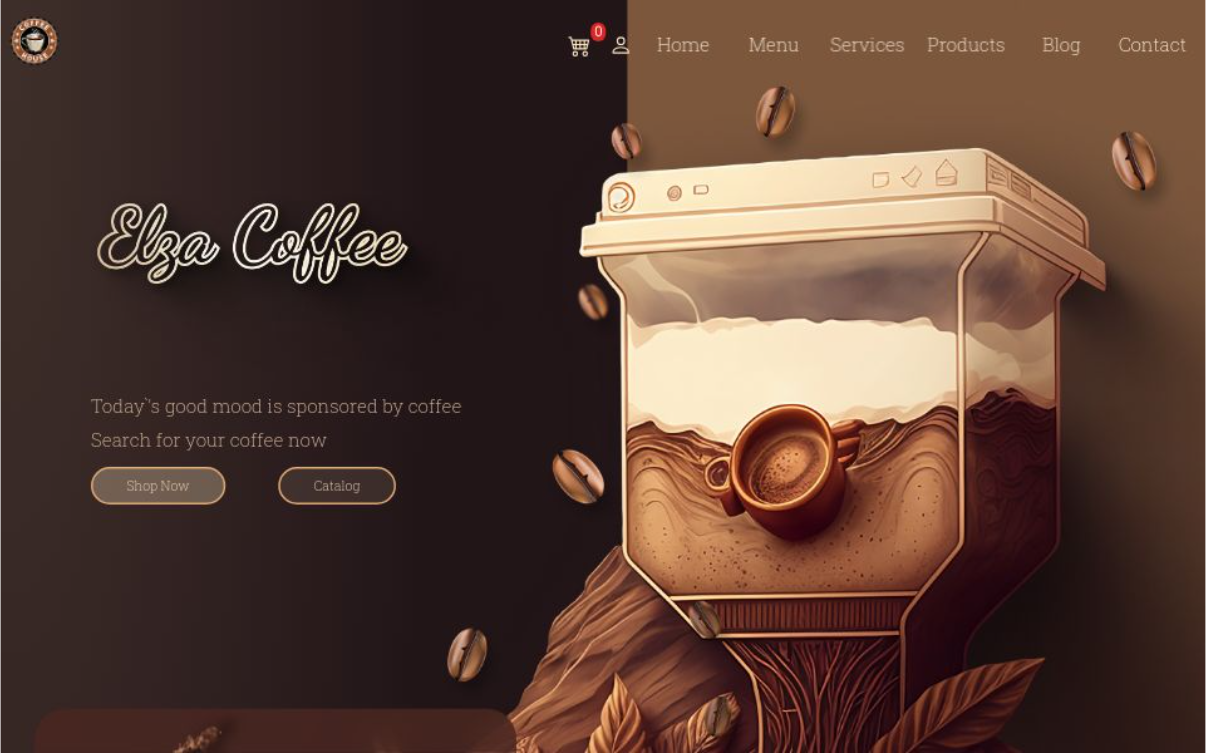 COFFEE
HOUSE
0
Home Menu Services Products Blog Contact
Elza Coffee
Today`'s good mood is sponsored by coffee
Search for your coffee now
Shop Now Catalog